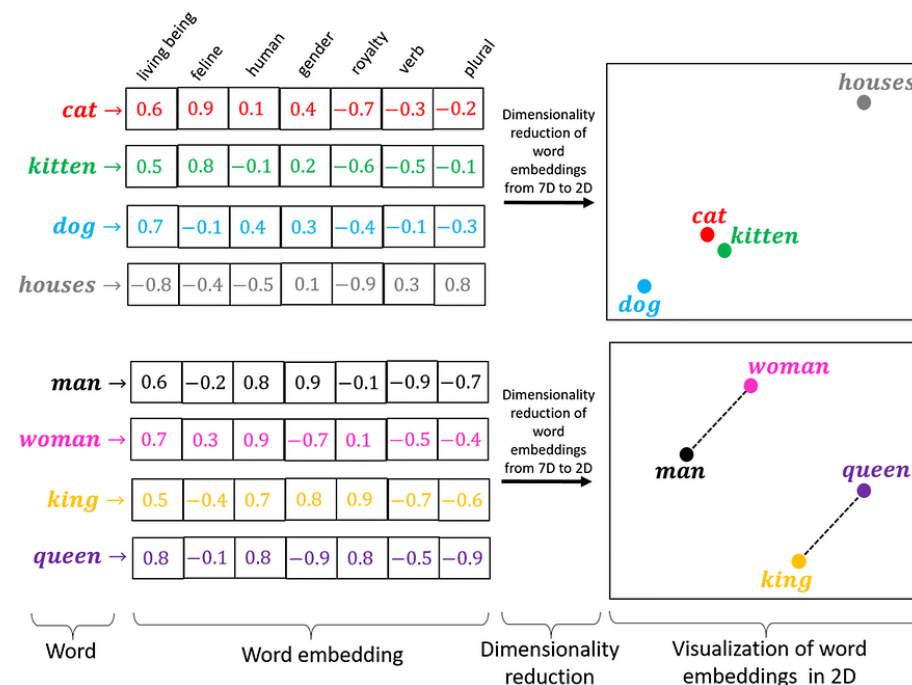 living being feline human gender royalty verb plural
cat → 0.6 0.9 0.1 0.4 −0.7 −0.3 −0.2
kitten → 0.5 0.8 −0.1 0.2 −0.6 −0.5 −0.1
dog → 0.7 −0.1 0.4 0.3 −0.4 −0.1 −0.3
houses → −0.8 −0.4 −0.5 0.1 −0.9 0.3 0.8
Dimensionality
reduction of
word
embeddings
from 7D to 2D
houses
cat
kitten
dog
man → 0.6 −0.2 0.8 0.9 −0.1 −0.9 −0.7
woman → 0.7 0.3 0.9 −0.7 0.1 −0.5 −0.4
king → 0.5 −0.4 0.7 0.8 0.9 −0.7 −0.6
queen → 0.8 −0.1 0.8 −0.9 0.8 −0.5 −0.9
Dimensionality
reduction of
word
embeddings
from 7D to 2D
woman
man
queen
king
Word
Word embedding
Dimensionality
reduction
Visualization of word
embeddings in 2D